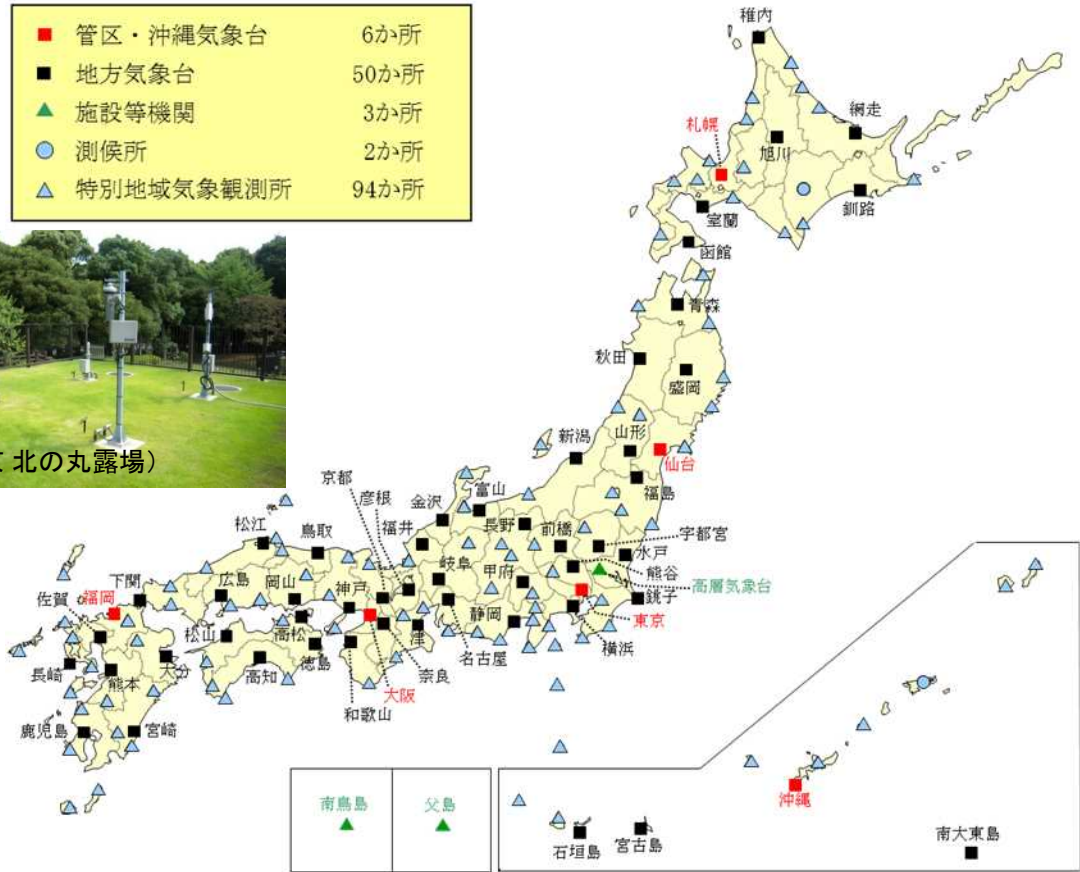 管区・沖縄気象台 6か所
地方気象台 50か所
施設等機関 3か所
測候所 2か所
特別地域気象観測所 94か所
稚内
網走
旭川
札幌
釧路
室蘭
函館
青森
秋田
盛岡
北の丸露場）
新潟
山形
仙台
福島
京都
彦根
福井
金沢
富山
長野
前橋
宇都宮
水戸
熊谷
高層気象台
銚子
東京
横浜
松江
鳥取
岐阜
甲府
静岡
名古屋
津
奈良
大阪
和歌山
神戸
岡山
広島
下関
福岡
佐賀
高松
松山
徳島
高知
大分
長崎
熊本
鹿児島
宮崎
南鳥島
父島
沖縄
石垣島
宮古島
南大東島